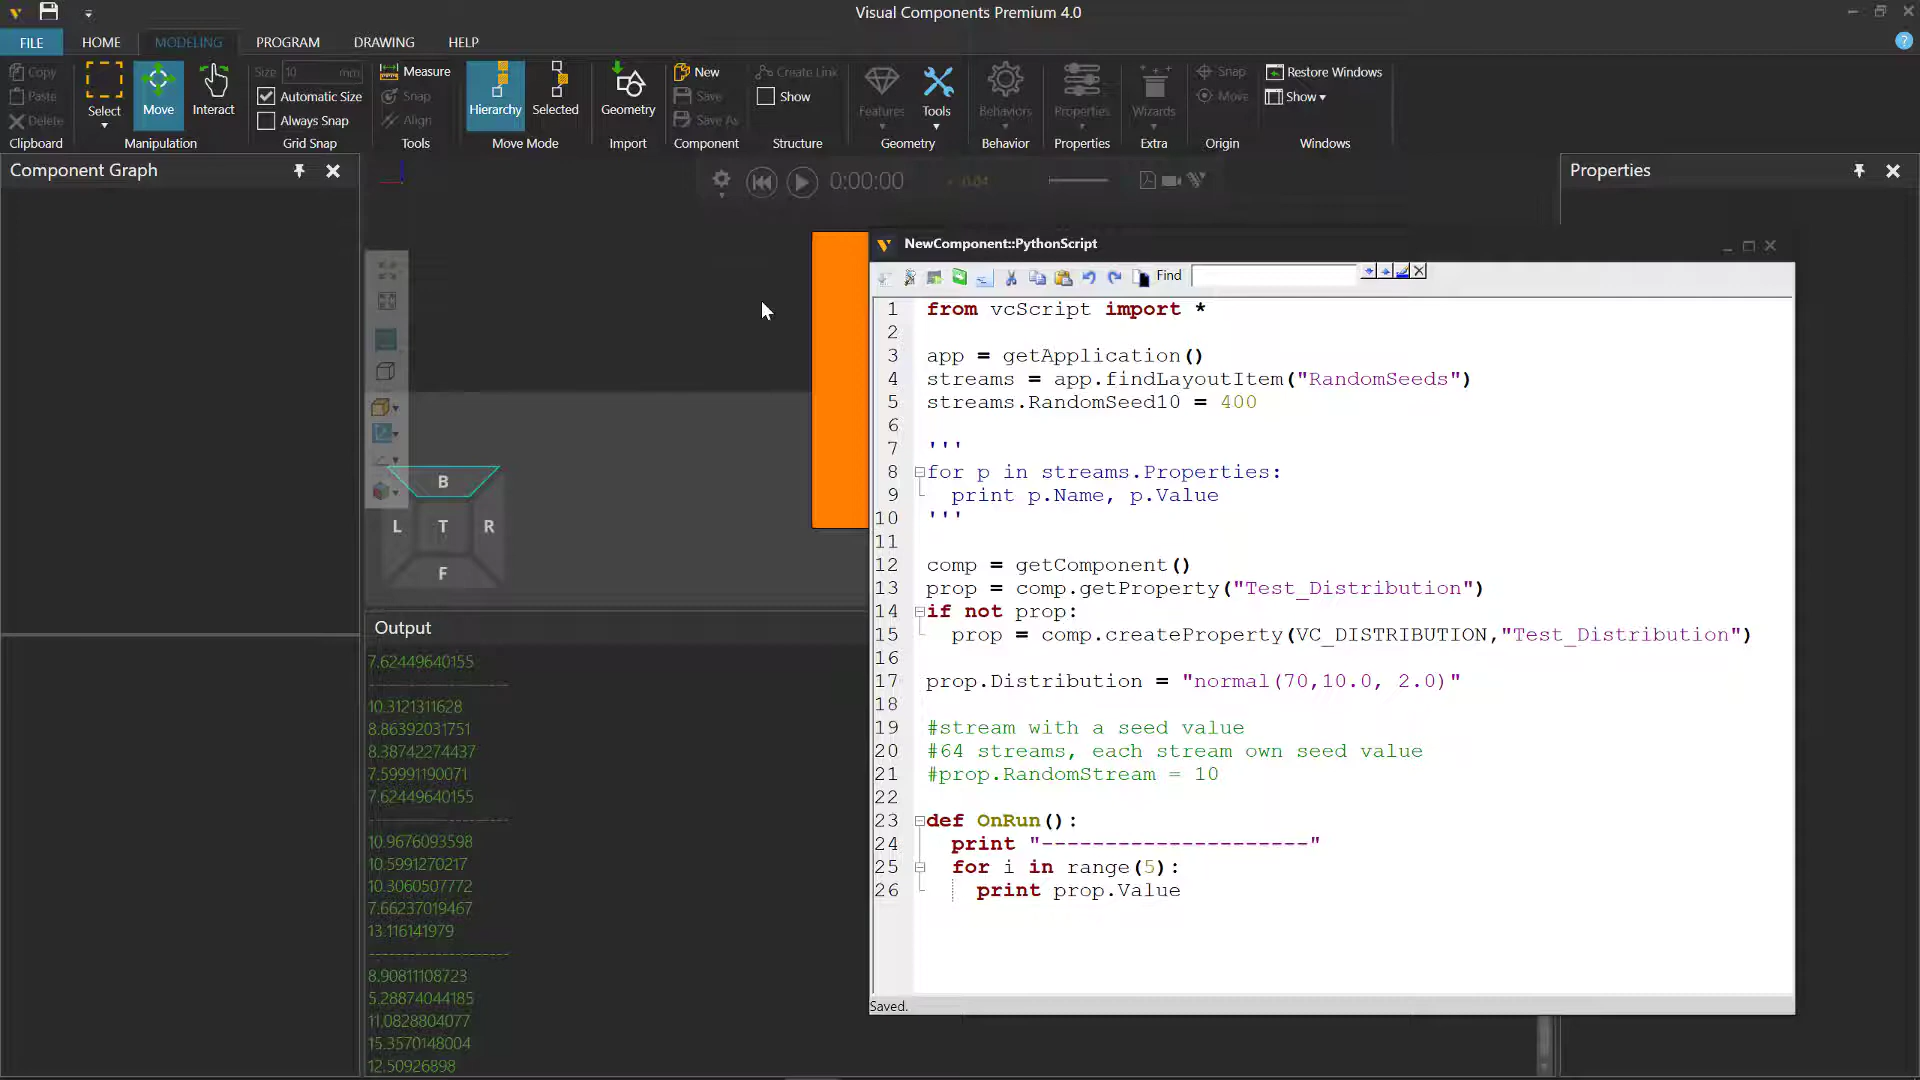 Visual Components Premium 4.0
FILE HOME MODELING PROGRAM DRAWING HELP
Copy
Paste
Delete
Clipboard
Select
Move
Interact
Manipulation
Size 10 mm
Automatic Size
Always Snap
Grid Snap
Measure
Snap
Align
Tools
Hierarchy
Selected
Move Mode
Geometry
Import
New
Save
Save As
Component
Create Link
Show
Structure
Features
Tools
Geometry
Behaviors
Behavior
Properties
Properties
Wizards
Extra
Snap
Move
Origin
Restore Windows
Show
Windows
Component Graph
0:00:00
Properties
B
L T R
F
Output
7.62449640155
---------------------
10.3121311628
8.86392031751
8.38742274437
7.59991190071
7.62449640155
---------------------
10.9676093598
10.5991270217
10.3060507772
7.66237019467
13.116141979
---------------------
8.90811108723
5.28874044185
11.0828804077
15.3570148004
12.50926898
NewComponent::PythonScript
Find
1 from vcScript import *
2
3 app = getApplication()
4 streams = app.findLayoutItem("RandomSeeds")
5 streams.RandomSeed10 = 400
6
7 '''
8 for p in streams.Properties:
9 print p.Name, p.Value
10 '''
11
12 comp = getComponent()
13 prop = comp.getProperty("Test_Distribution")
14 if not prop:
15 prop = comp.createProperty(VC_DISTRIBUTION,"Test_Distribution")
16
17 prop.Distribution = "normal(70,10.0, 2.0)"
18
19 #stream with a seed value
20 #64 streams, each stream own seed value
21 #prop.RandomStream = 10
22
23 def OnRun():
24 print "---------------------"
25 for i in range(5):
26 print prop.Value
Saved.